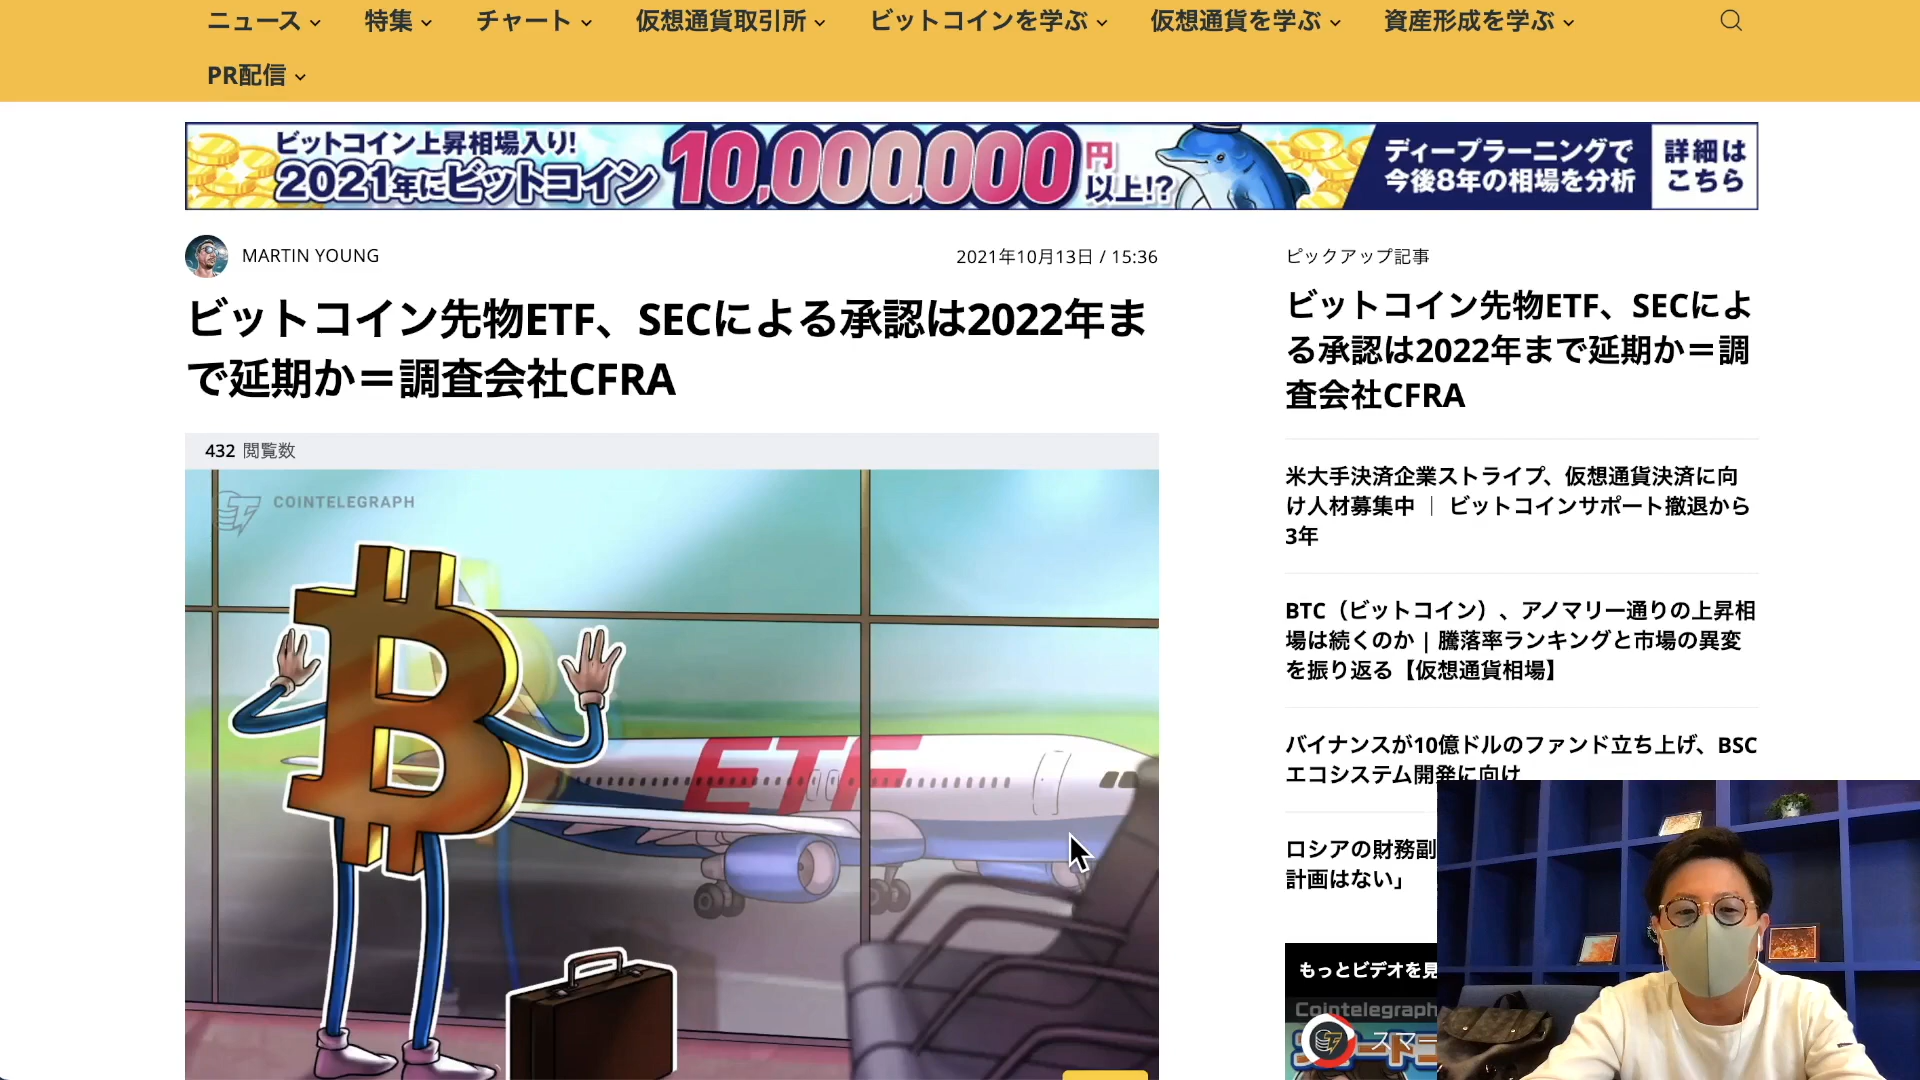 ニュース
特集
チャート
仮想通貨取引所
ビットコインを学ぶ
仮想通貨を学ぶ
資産形成を学ぶ
PR配信
ビットコイン上昇相場入り!
2021年にビットコイン
10,000,000円
以上!?
ディープラーニングで
今後8年の相場を分析
詳細は
こちら
MARTIN YOUNG
2021年10月13日 / 15:36
ビットコイン先物ETF、SECによる承認は2022年ま
で延期か＝調査会社CFRA
432 閲覧数
COINTELEGRAPH
ETF
ピックアップ記事
ビットコイン先物ETF、SECによ
る承認は2022年まで延期か＝調
査会社CFRA
米大手決済企業ストライプ、仮想通貨決済に向
け人材募集中 ｜ ビットコインサポート撤退から
3年
BTC（ビットコイン）、アノマリー通りの上昇相
場は続くのか | 騰落率ランキングと市場の異変
を振り返る【仮想通貨相場】
バイナンスが10億ドルのファンド立ち上げ、BSC
エコシステム開発に向け
ロシアの財務副
計画はない」
もっとビデオを見
Cointelegraph
スマ